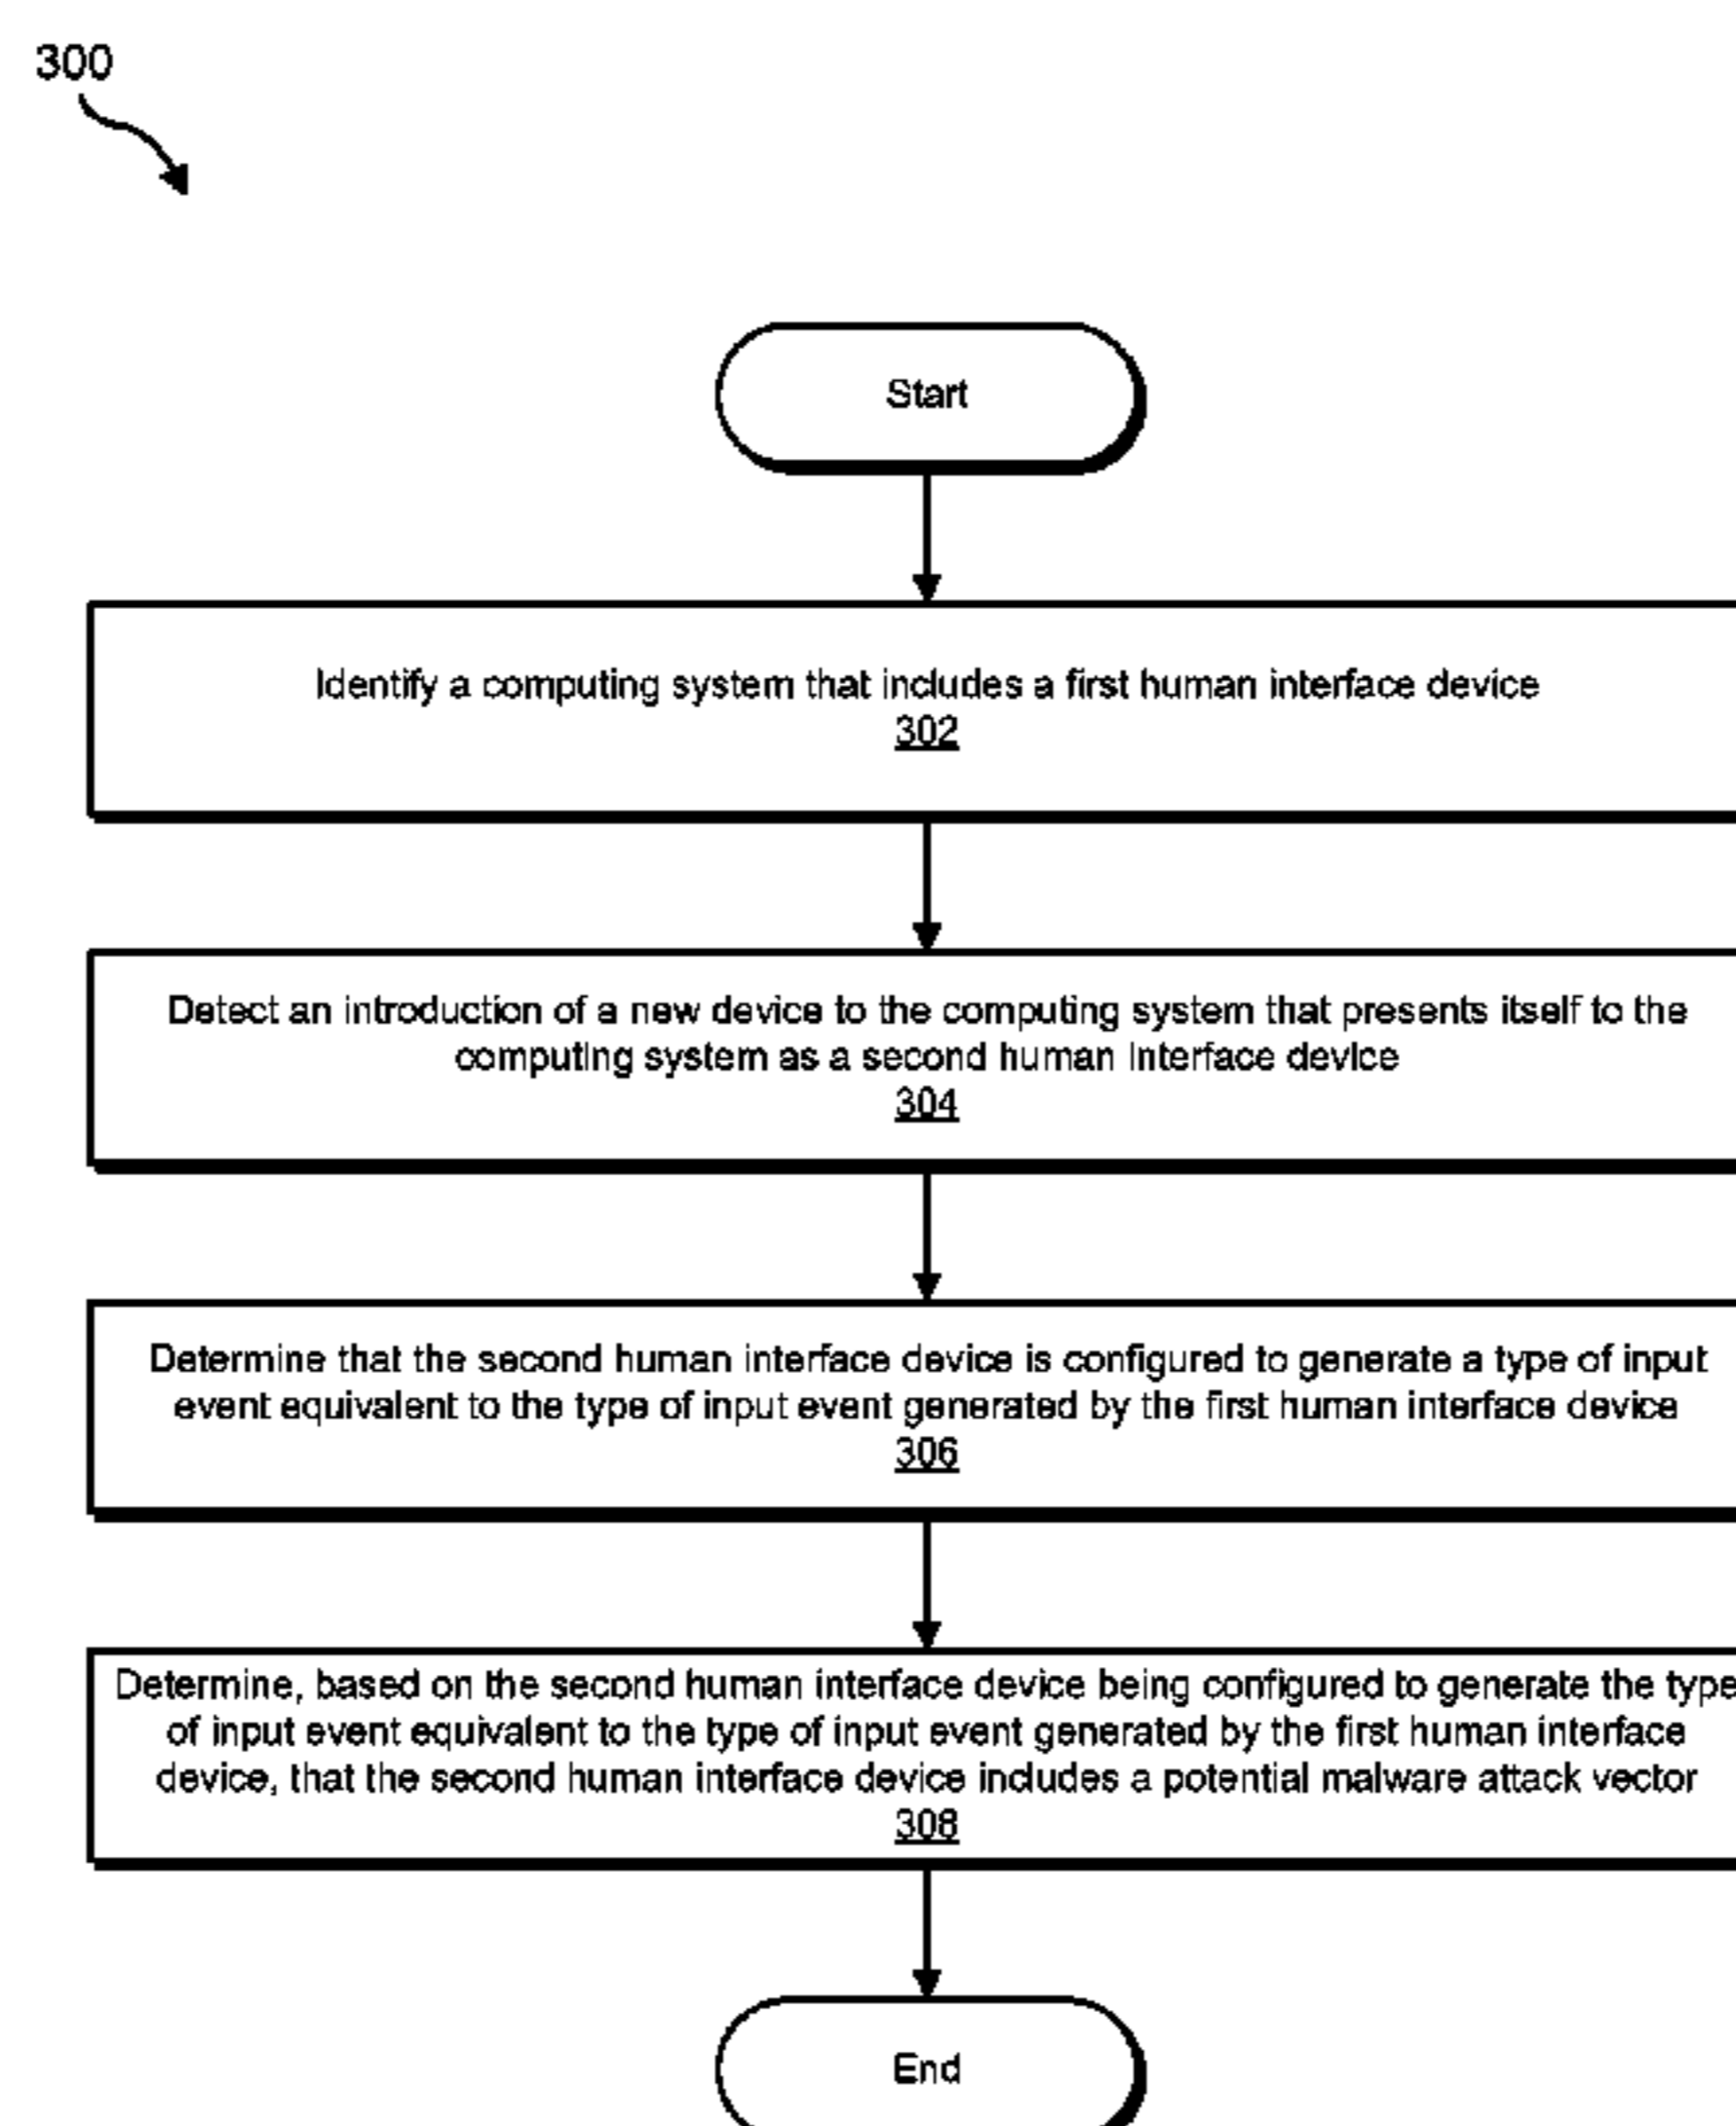 300
Start
Identify a computing system that includes a first human interface device
302
Detect an introduction of a new device to the computing system that presents itself to the
computing system as a second human interface device
304
Determine that the second human interface device is configured to generate a type of input
event equivalent to the type of input event generated by the first human interface device
306
Determine, based on the second human interface device being configured to generate the type
of input event equivalent to the type of input event generated by the first human interface
device, that the second human interface device includes a potential malware attack vector
308
End